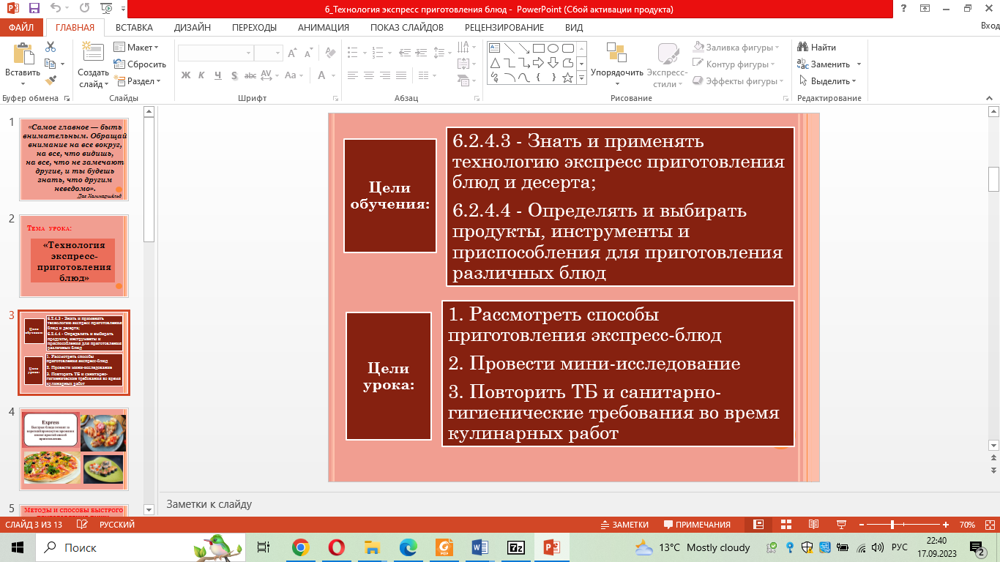 6_Технология экспресс приготовления блюд - PowerPoint (Сбой активации продукта)
ФАЙЛ ГЛАВНАЯ ВСТАВКА ДИЗАЙН ПЕРЕХОДЫ АНИМАЦИЯ ПОКАЗ СЛАЙДОВ РЕЦЕНЗИРОВАНИЕ ВИД Вход
Вставить
Создать
слайд
Макет
Сбросить
Раздел
Ж К Ч S abc AV Aa А
Упорядочить
Экспресс-
стили
Заливка фигуры
Контур фигуры
Эффекты фигуры
Найти
Заменить
Выделить
Буфер обмена Слайды Шрифт Абзац Рисование Редактирование
1
«Самое главное — быть
внимательным. Обращай
внимание на все вокруг,
на все, что видишь,
на все, что не замечают
другие, и ты будешь
знать, что другим
неведомо».
Даг Хаммаршёльд
2
Тема урока:
«Технология
экспресс-
приготовления
блюд»
3
Цели
обучения:
6.2.4.3 - Знать и применять
технологию экспресс приготовления
блюд и десерта;
6.2.4.4 - Определять и выбирать
продукты, инструменты и
приспособления для приготовления
различных блюд
Цели
урока:
1. Рассмотреть способы
приготовления экспресс-блюд
2. Провести мини-исследование
3. Повторить ТБ и санитарно-
гигиенические требования во время
кулинарных работ
4
Express
Быстрые блюда готовят за
короткий промежуток времени и
имеют простой способ
приготовления.
5
Методы и способы быстрого
Цели
обучения:
6.2.4.3 - Знать и применять
технологию экспресс приготовления
блюд и десерта;
6.2.4.4 - Определять и выбирать
продукты, инструменты и
приспособления для приготовления
различных блюд
Цели
урока:
1. Рассмотреть способы
приготовления экспресс-блюд
2. Провести мини-исследование
3. Повторить ТБ и санитарно-
гигиенические требования во время
кулинарных работ
Заметки к слайду
СЛАЙД 3 ИЗ 13 РУССКИЙ ЗАМЕТКИ ПРИМЕЧАНИЯ 70%
Поиск
13°C Mostly cloudy
РУС
22:40
17.09.2023
2